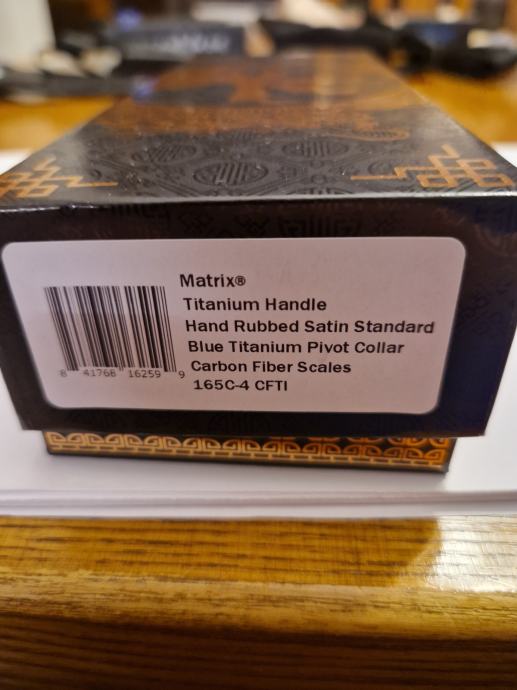 Matrix®
Titanium Handle
Hand Rubbed Satin Standard
Blue Titanium Pivot Collar
Carbon Fiber Scales
165C-4 CFTI
8 41768 16259 9